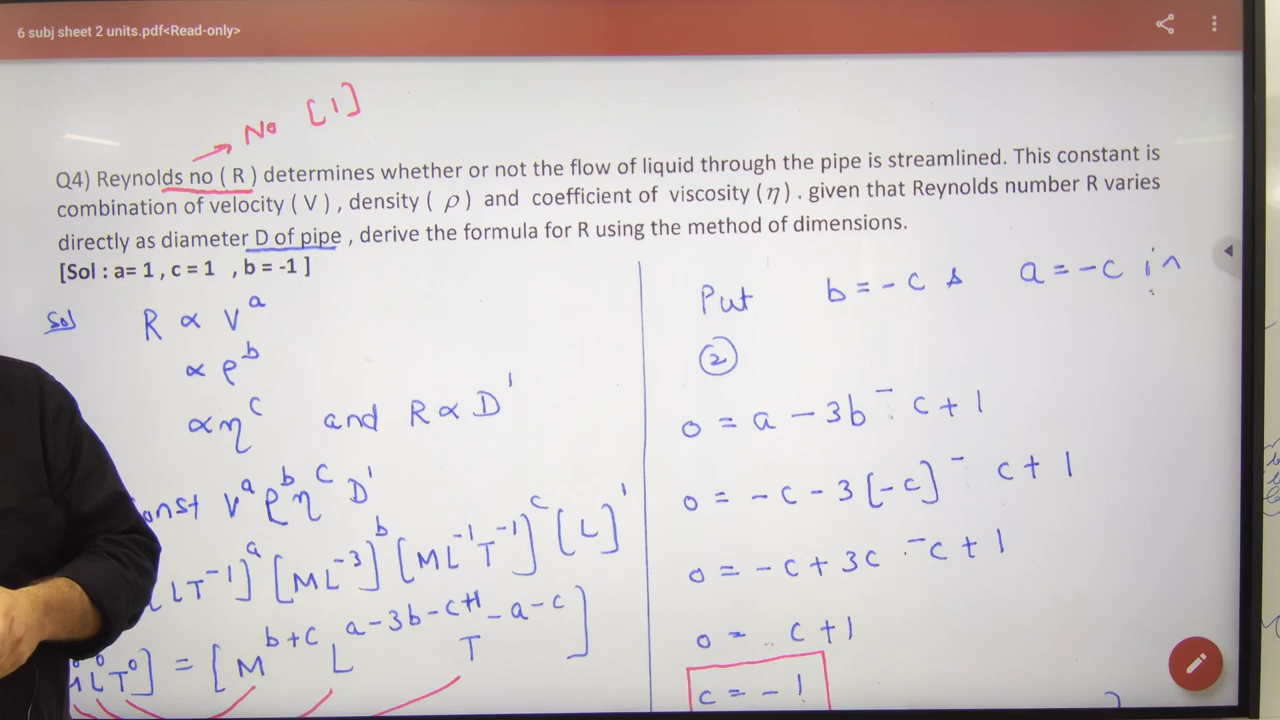 6 subj sheet 2 units.pdf<Read-only>
No [1]
Q4) Reynolds no ( R ) determines whether or not the flow of liquid through the pipe is streamlined. This constant is
combination of velocity ( V ) , density ( ρ ) and coefficient of viscosity ( η ) . given that Reynolds number R varies
directly as diameter D of pipe , derive the formula for R using the method of dimensions.
[Sol : a= 1 , c = 1 , b = -1 ]
Sol R ∝ V^a
∝ ρ^b
∝ η^c and R ∝ D^1
onst V^a ρ^b η^c D^1
[LT^-1]^a [ML^-3]^b [ML^-1 T^-1]^c [L]^1
L^0 T^0] = [M^b+c L^a-3b-c+1 T^-a-c]
Put b = -c & a = -c in
②
0 = a - 3b - c + 1
0 = -c - 3[-c] - c + 1
0 = -c + 3c - c + 1
0 = c + 1
c = -1